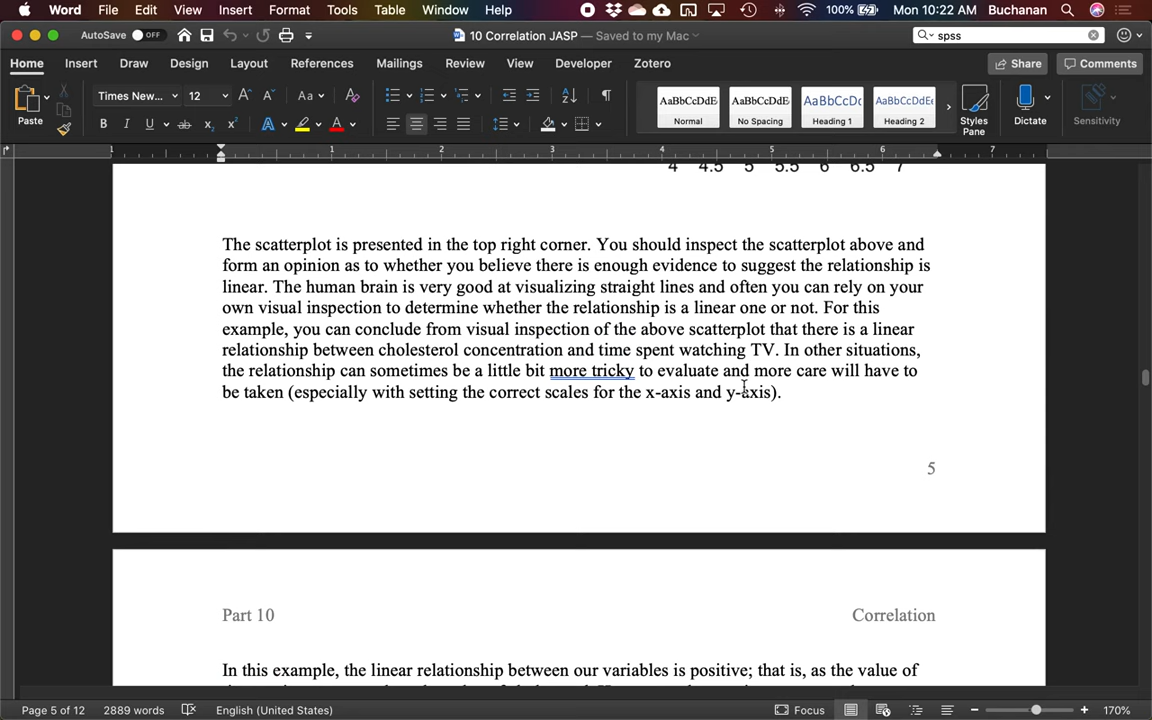 Word File Edit View Insert Format Tools Table Window Help 100% Mon 10:22 AM Buchanan
AutoSave OFF 10 Correlation JASP — Saved to my Mac spss
Home Insert Draw Design Layout References Mailings Review View Developer Zotero Share Comments
Paste Times New... 12 Aa AaBbCcDdE Normal AaBbCcDdE No Spacing AaBbCcDc Heading 1 AaBbCcDdEe Heading 2 Styles Pane Dictate Sensitivity
1 1 2 3 4 5 6 7
4 4.5 5 5.5 6 6.5 7
The scatterplot is presented in the top right corner. You should inspect the scatterplot above and
form an opinion as to whether you believe there is enough evidence to suggest the relationship is
linear. The human brain is very good at visualizing straight lines and often you can rely on your
own visual inspection to determine whether the relationship is a linear one or not. For this
example, you can conclude from visual inspection of the above scatterplot that there is a linear
relationship between cholesterol concentration and time spent watching TV. In other situations,
the relationship can sometimes be a little bit more tricky to evaluate and more care will have to
be taken (especially with setting the correct scales for the x-axis and y-axis).
5
Part 10 Correlation
In this example, the linear relationship between our variables is positive; that is, as the value of
Page 5 of 12 2889 words English (United States) Focus 170%